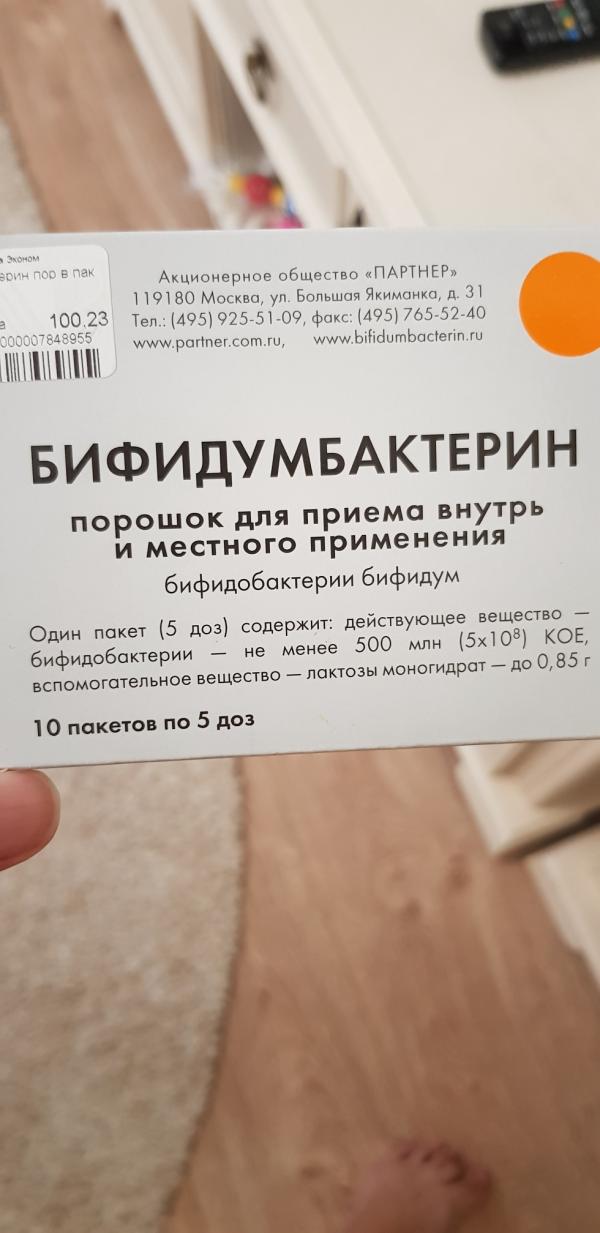 Эконом
пор в пак
100.23
000007848955
Акционерное общество «ПАРТНЕР»
119180 Москва, ул. Большая Якиманка, д. 31
Тел.: (495) 925-51-09, факс: (495) 765-52-40
www.partner.com.ru, www.bifidumbacterin.ru
БИФИДУМБАКТЕРИН
порошок для приема внутрь
и местного применения
бифидобактерии бифидум
Один пакет (5 доз) содержит: действующее вещество —
бифидобактерии — не менее 500 млн (5х10⁸) КОЕ,
вспомогательное вещество — лактозы моногидрат — до 0,85 г
10 пакетов по 5 доз